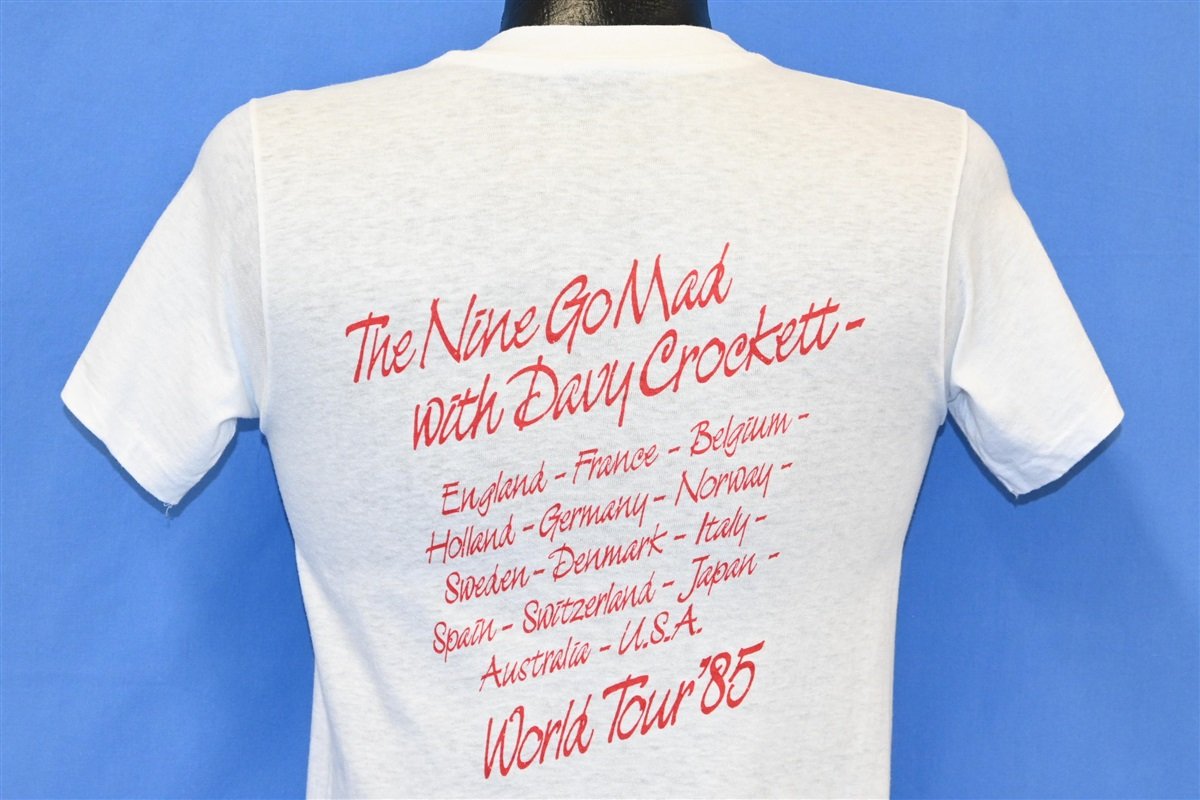 The Nine Go Mad
with Davy Crockett -
England - France - Belgium -
Holland - Germany - Norway -
Sweden - Denmark - Italy -
Spain - Switzerland - Japan -
Australia - U.S.A.
World Tour '85